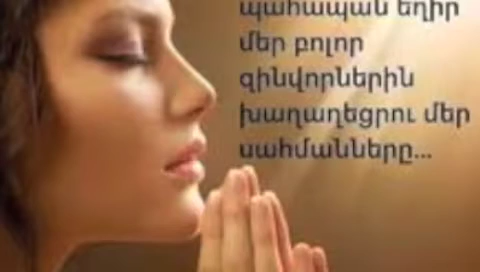 պահապան եղիր
մեր բոլոր
զինվորներին
խաղաղեցրու մեր
սահմանները...